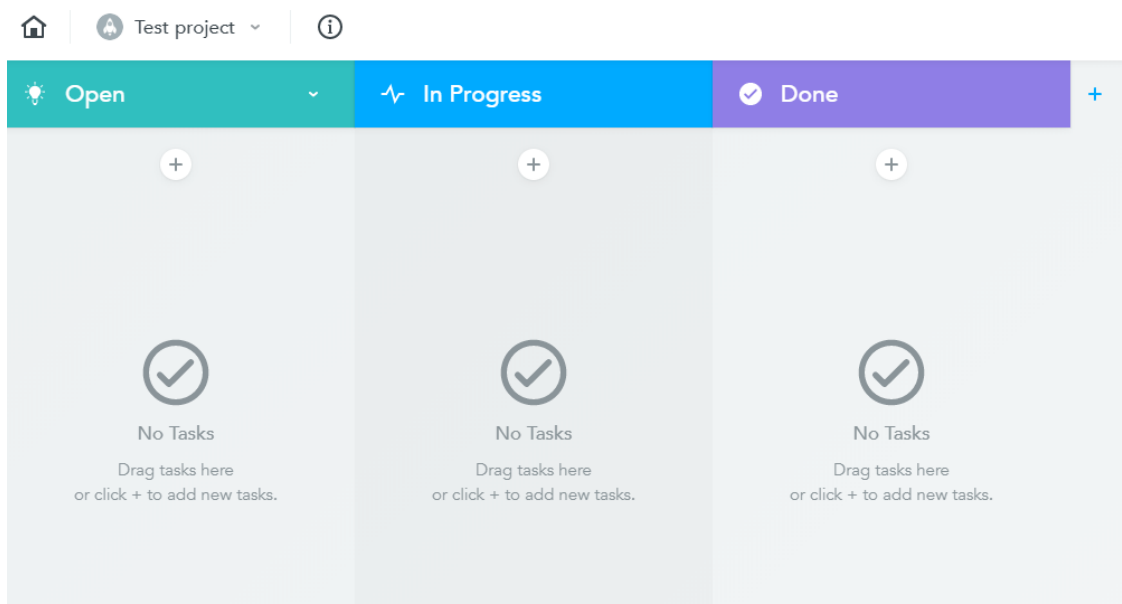 Test project
Open
In Progress
Done
+
+
+
+
No Tasks
Drag tasks here
or click + to add new tasks.
No Tasks
Drag tasks here
or click + to add new tasks.
No Tasks
Drag tasks here
or click + to add new tasks.